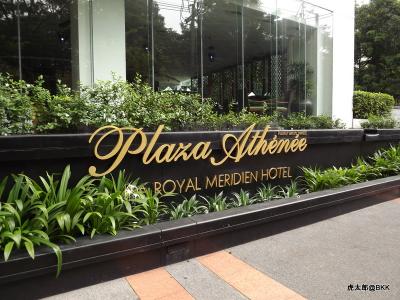 Plaza Athénée
A ROYAL MERIDIEN HOTEL
虎太郎@BKK